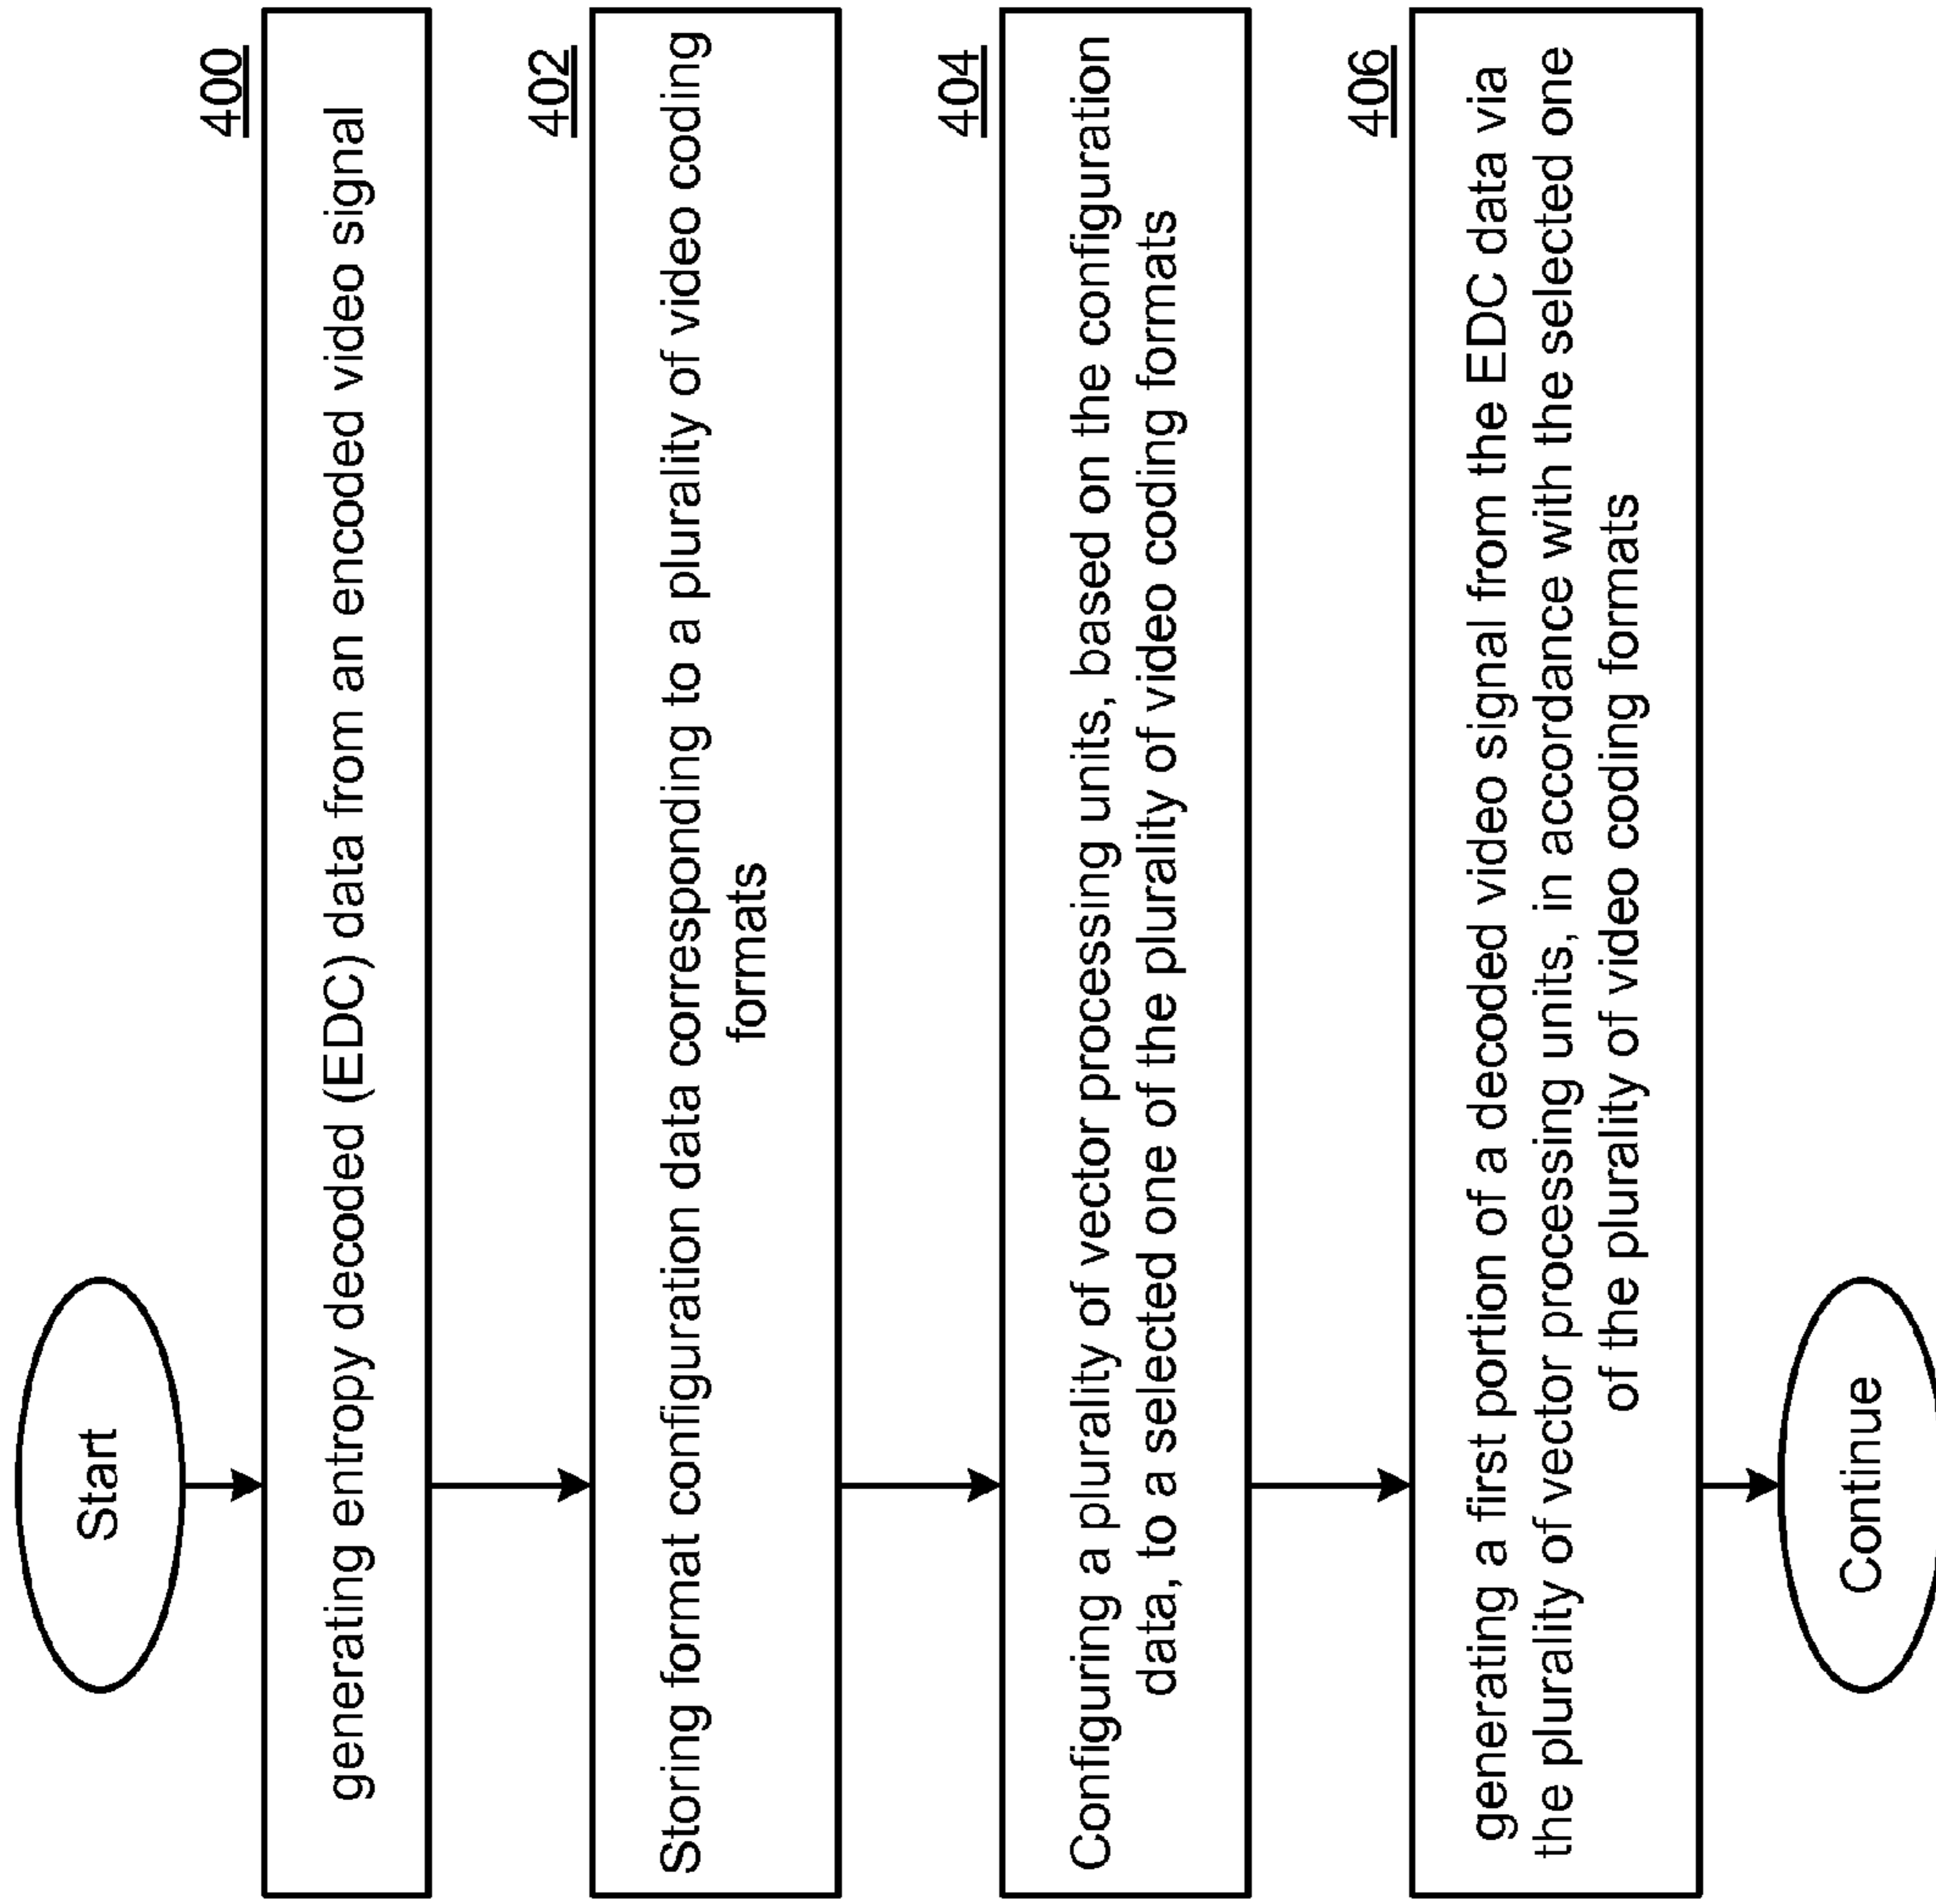 Start
400
generating entropy decoded (EDC) data from an encoded video signal
402
Storing format configuration data corresponding to a plurality of video coding
formats
404
Configuring a plurality of vector processing units, based on the configuration
data, to a selected one of the plurality of video coding formats
406
generating a first portion of a decoded video signal from the EDC data via
the plurality of vector processing units, in accordance with the selected one
of the plurality of video coding formats
Continue